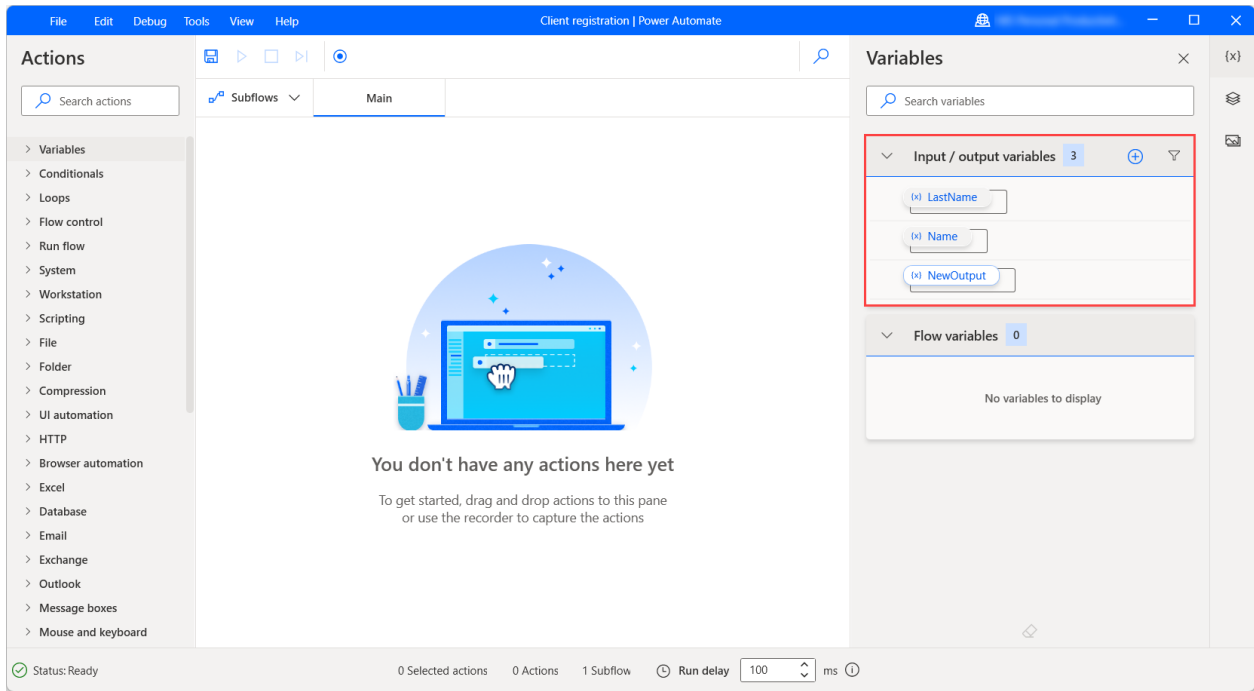 File Edit Debug Tools View Help
Client registration | Power Automate
Actions
Search actions
Variables
Conditionals
Loops
Flow control
Run flow
System
Workstation
Scripting
File
Folder
Compression
UI automation
HTTP
Browser automation
Excel
Database
Email
Exchange
Outlook
Message boxes
Mouse and keyboard
Subflows
Main
You don't have any actions here yet
To get started, drag and drop actions to this pane
or use the recorder to capture the actions
Variables
{x}
Search variables
Input / output variables 3
(x) LastName
(x) Name
(x) NewOutput
Flow variables 0
No variables to display
Status: Ready
0 Selected actions 0 Actions 1 Subflow Run delay 100 ms